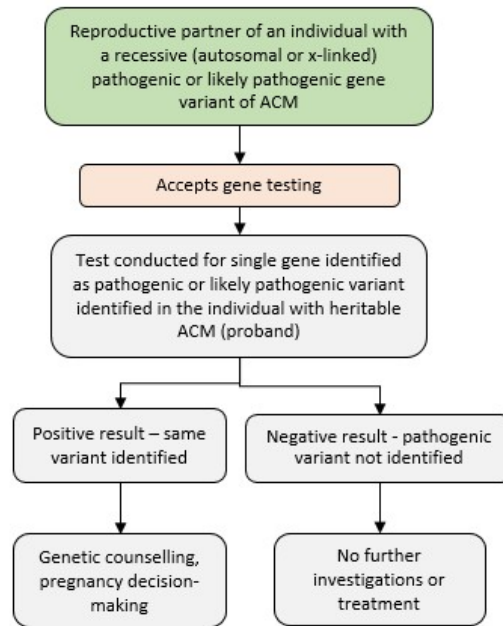 Reproductive partner of an individual with
a recessive (autosomal or x-linked)
pathogenic or likely pathogenic gene
variant of ACM
Accepts gene testing
Test conducted for single gene identified
as pathogenic or likely pathogenic variant
identified in the individual with heritable
ACM (proband)
Positive result – same
variant identified
Negative result - pathogenic
variant not identified
Genetic counselling,
pregnancy decision-
making
No further
investigations or
treatment